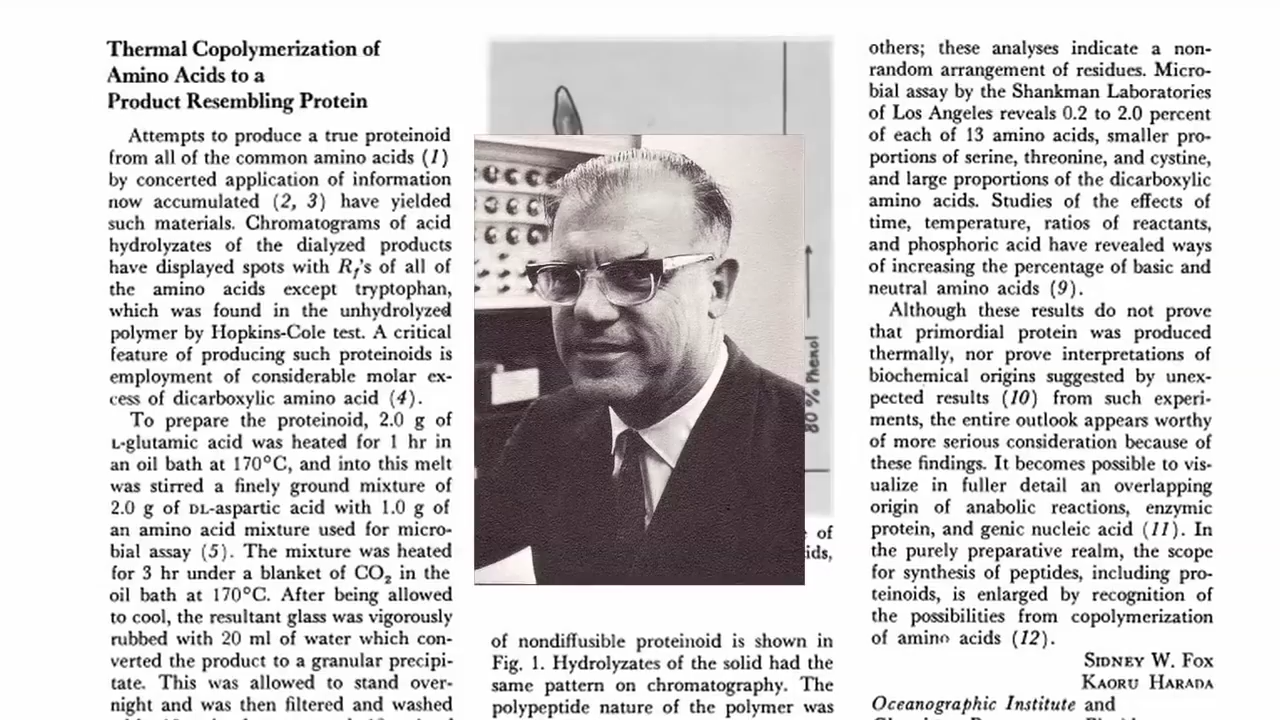 Thermal Copolymerization of
Amino Acids to a
Product Resembling Protein
Attempts to produce a true proteinoid
from all of the common amino acids (1)
by concerted application of information
now accumulated (2, 3) have yielded
such materials. Chromatograms of acid
hydrolyzates of the dialyzed products
have displayed spots with Rf's of all of
the amino acids except tryptophan,
which was found in the unhydrolyzed
polymer by Hopkins-Cole test. A critical
feature of producing such proteinoids is
employment of considerable molar ex-
cess of dicarboxylic amino acid (4).
To prepare the proteinoid, 2.0 g of
L-glutamic acid was heated for 1 hr in
an oil bath at 170°C, and into this melt
was stirred a finely ground mixture of
2.0 g of DL-aspartic acid with 1.0 g of
an amino acid mixture used for micro-
bial assay (5). The mixture was heated
for 3 hr under a blanket of CO₂ in the
oil bath at 170°C. After being allowed
to cool, the resultant glass was vigorously
rubbed with 20 ml of water which con-
verted the product to a granular precipi-
tate. This was allowed to stand over-
night and was then filtered and washed
80 % Phenol
of
ids,
of nondiffusible proteinoid is shown in
Fig. 1. Hydrolyzates of the solid had the
same pattern on chromatography. The
polypeptide nature of the polymer was
others; these analyses indicate a non-
random arrangement of residues. Micro-
bial assay by the Shankman Laboratories
of Los Angeles reveals 0.2 to 2.0 percent
of each of 13 amino acids, smaller pro-
portions of serine, threonine, and cystine,
and large proportions of the dicarboxylic
amino acids. Studies of the effects of
time, temperature, ratios of reactants,
and phosphoric acid have revealed ways
of increasing the percentage of basic and
neutral amino acids (9).
Although these results do not prove
that primordial protein was produced
thermally, nor prove interpretations of
biochemical origins suggested by unex-
pected results (10) from such experi-
ments, the entire outlook appears worthy
of more serious consideration because of
these findings. It becomes possible to vis-
ualize in fuller detail an overlapping
origin of anabolic reactions, enzymic
protein, and genic nucleic acid (11). In
the purely preparative realm, the scope
for synthesis of peptides, including pro-
teinoids, is enlarged by recognition of
the possibilities from copolymerization
of amino acids (12).
SIDNEY W. FOX
KAORU HARADA
Oceanographic Institute and